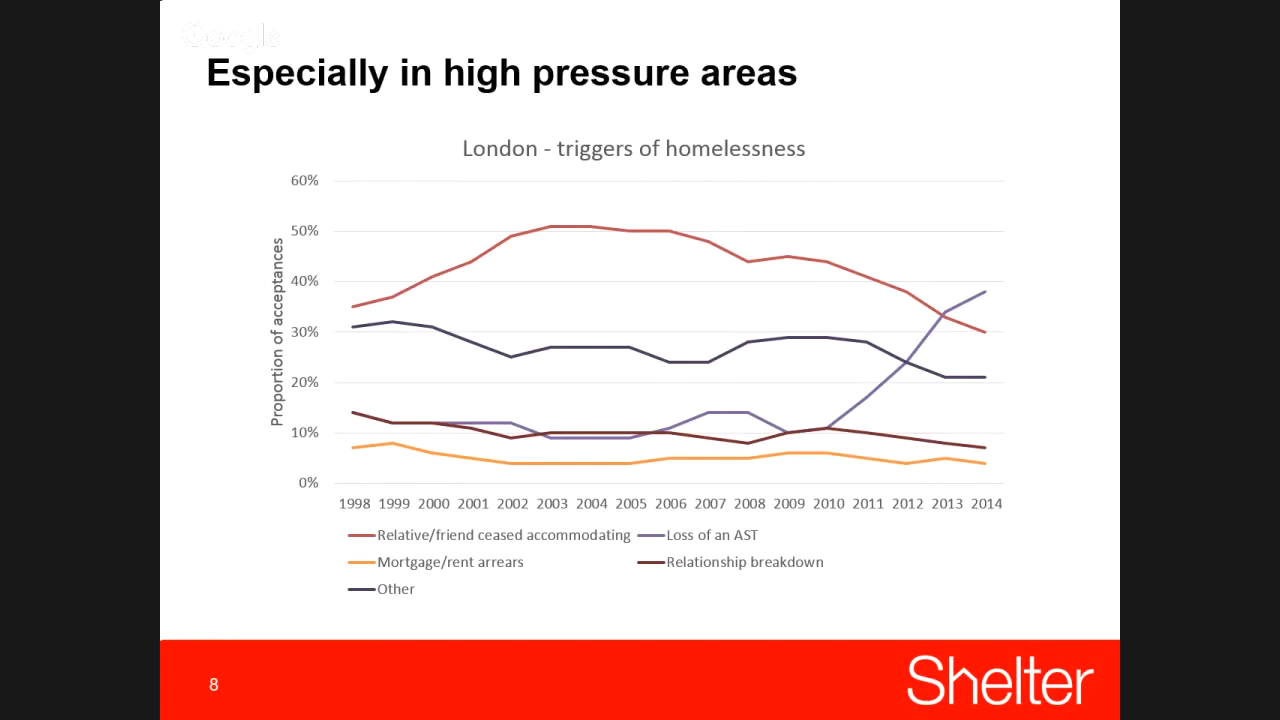 Google
Especially in high pressure areas
London - triggers of homelessness
Proportion of acceptances
60%
50%
40%
30%
20%
10%
0%
1998 1999 2000 2001 2002 2003 2004 2005 2006 2007 2008 2009 2010 2011 2012 2013 2014
Relative/friend ceased accommodating Loss of an AST
Mortgage/rent arrears Relationship breakdown
Other
8
Shelter